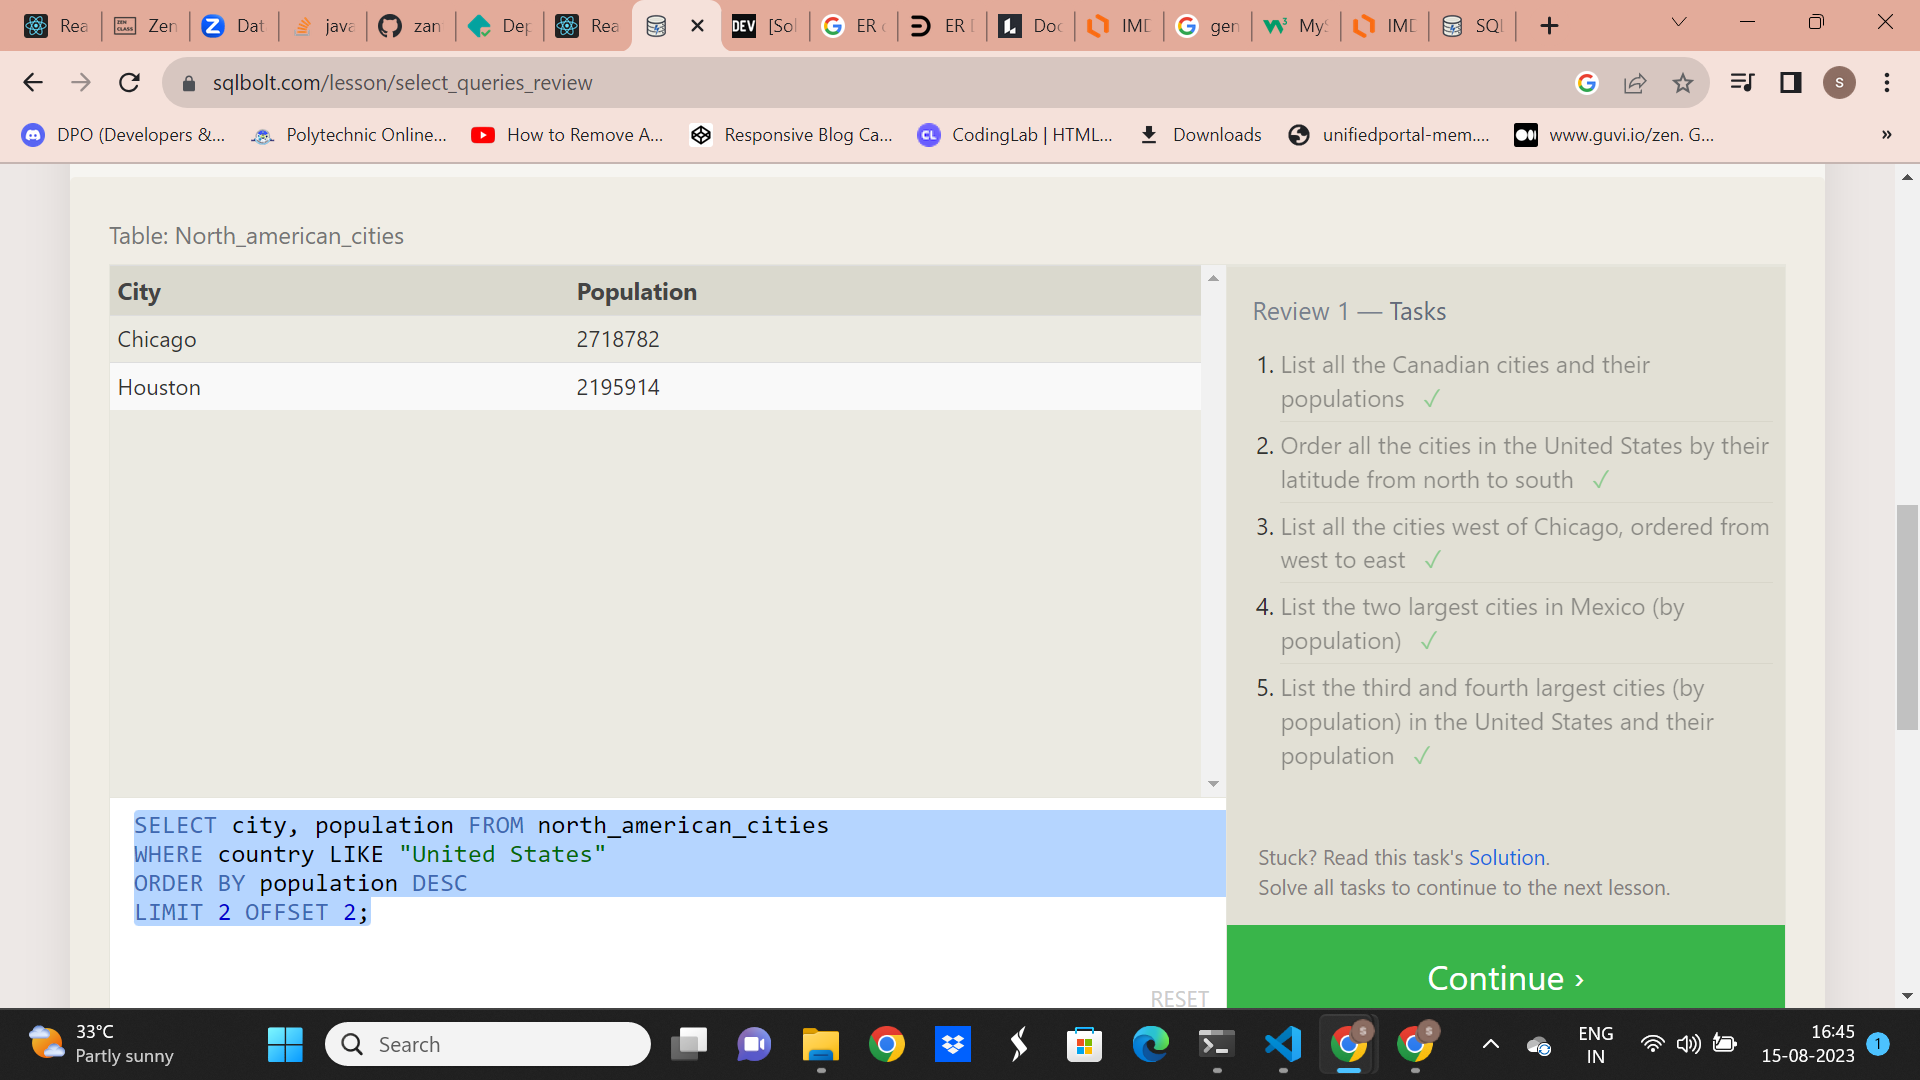 Rea
Zen
Dat
java
zan
Dep
Rea
[Sol
ER
ER
Doc
IMD
gen
My
IMD
SQL
sqlbolt.com/lesson/select_queries_review
DPO (Developers &...
Polytechnic Online...
How to Remove A...
Responsive Blog Ca...
CodingLab | HTML...
Downloads
unifiedportal-mem....
www.guvi.io/zen. G...
»
Table: North_american_cities
City Population
Chicago 2718782
Houston 2195914
Review 1 — Tasks
1. List all the Canadian cities and their
populations ✓
2. Order all the cities in the United States by their
latitude from north to south ✓
3. List all the cities west of Chicago, ordered from
west to east ✓
4. List the two largest cities in Mexico (by
population) ✓
5. List the third and fourth largest cities (by
population) in the United States and their
population ✓
SELECT city, population FROM north_american_cities
WHERE country LIKE "United States"
ORDER BY population DESC
LIMIT 2 OFFSET 2;
RESET
Stuck? Read this task's Solution.
Solve all tasks to continue to the next lesson.
Continue ›
33°C
Partly sunny
Search
ENG
IN
16:45
15-08-2023
1